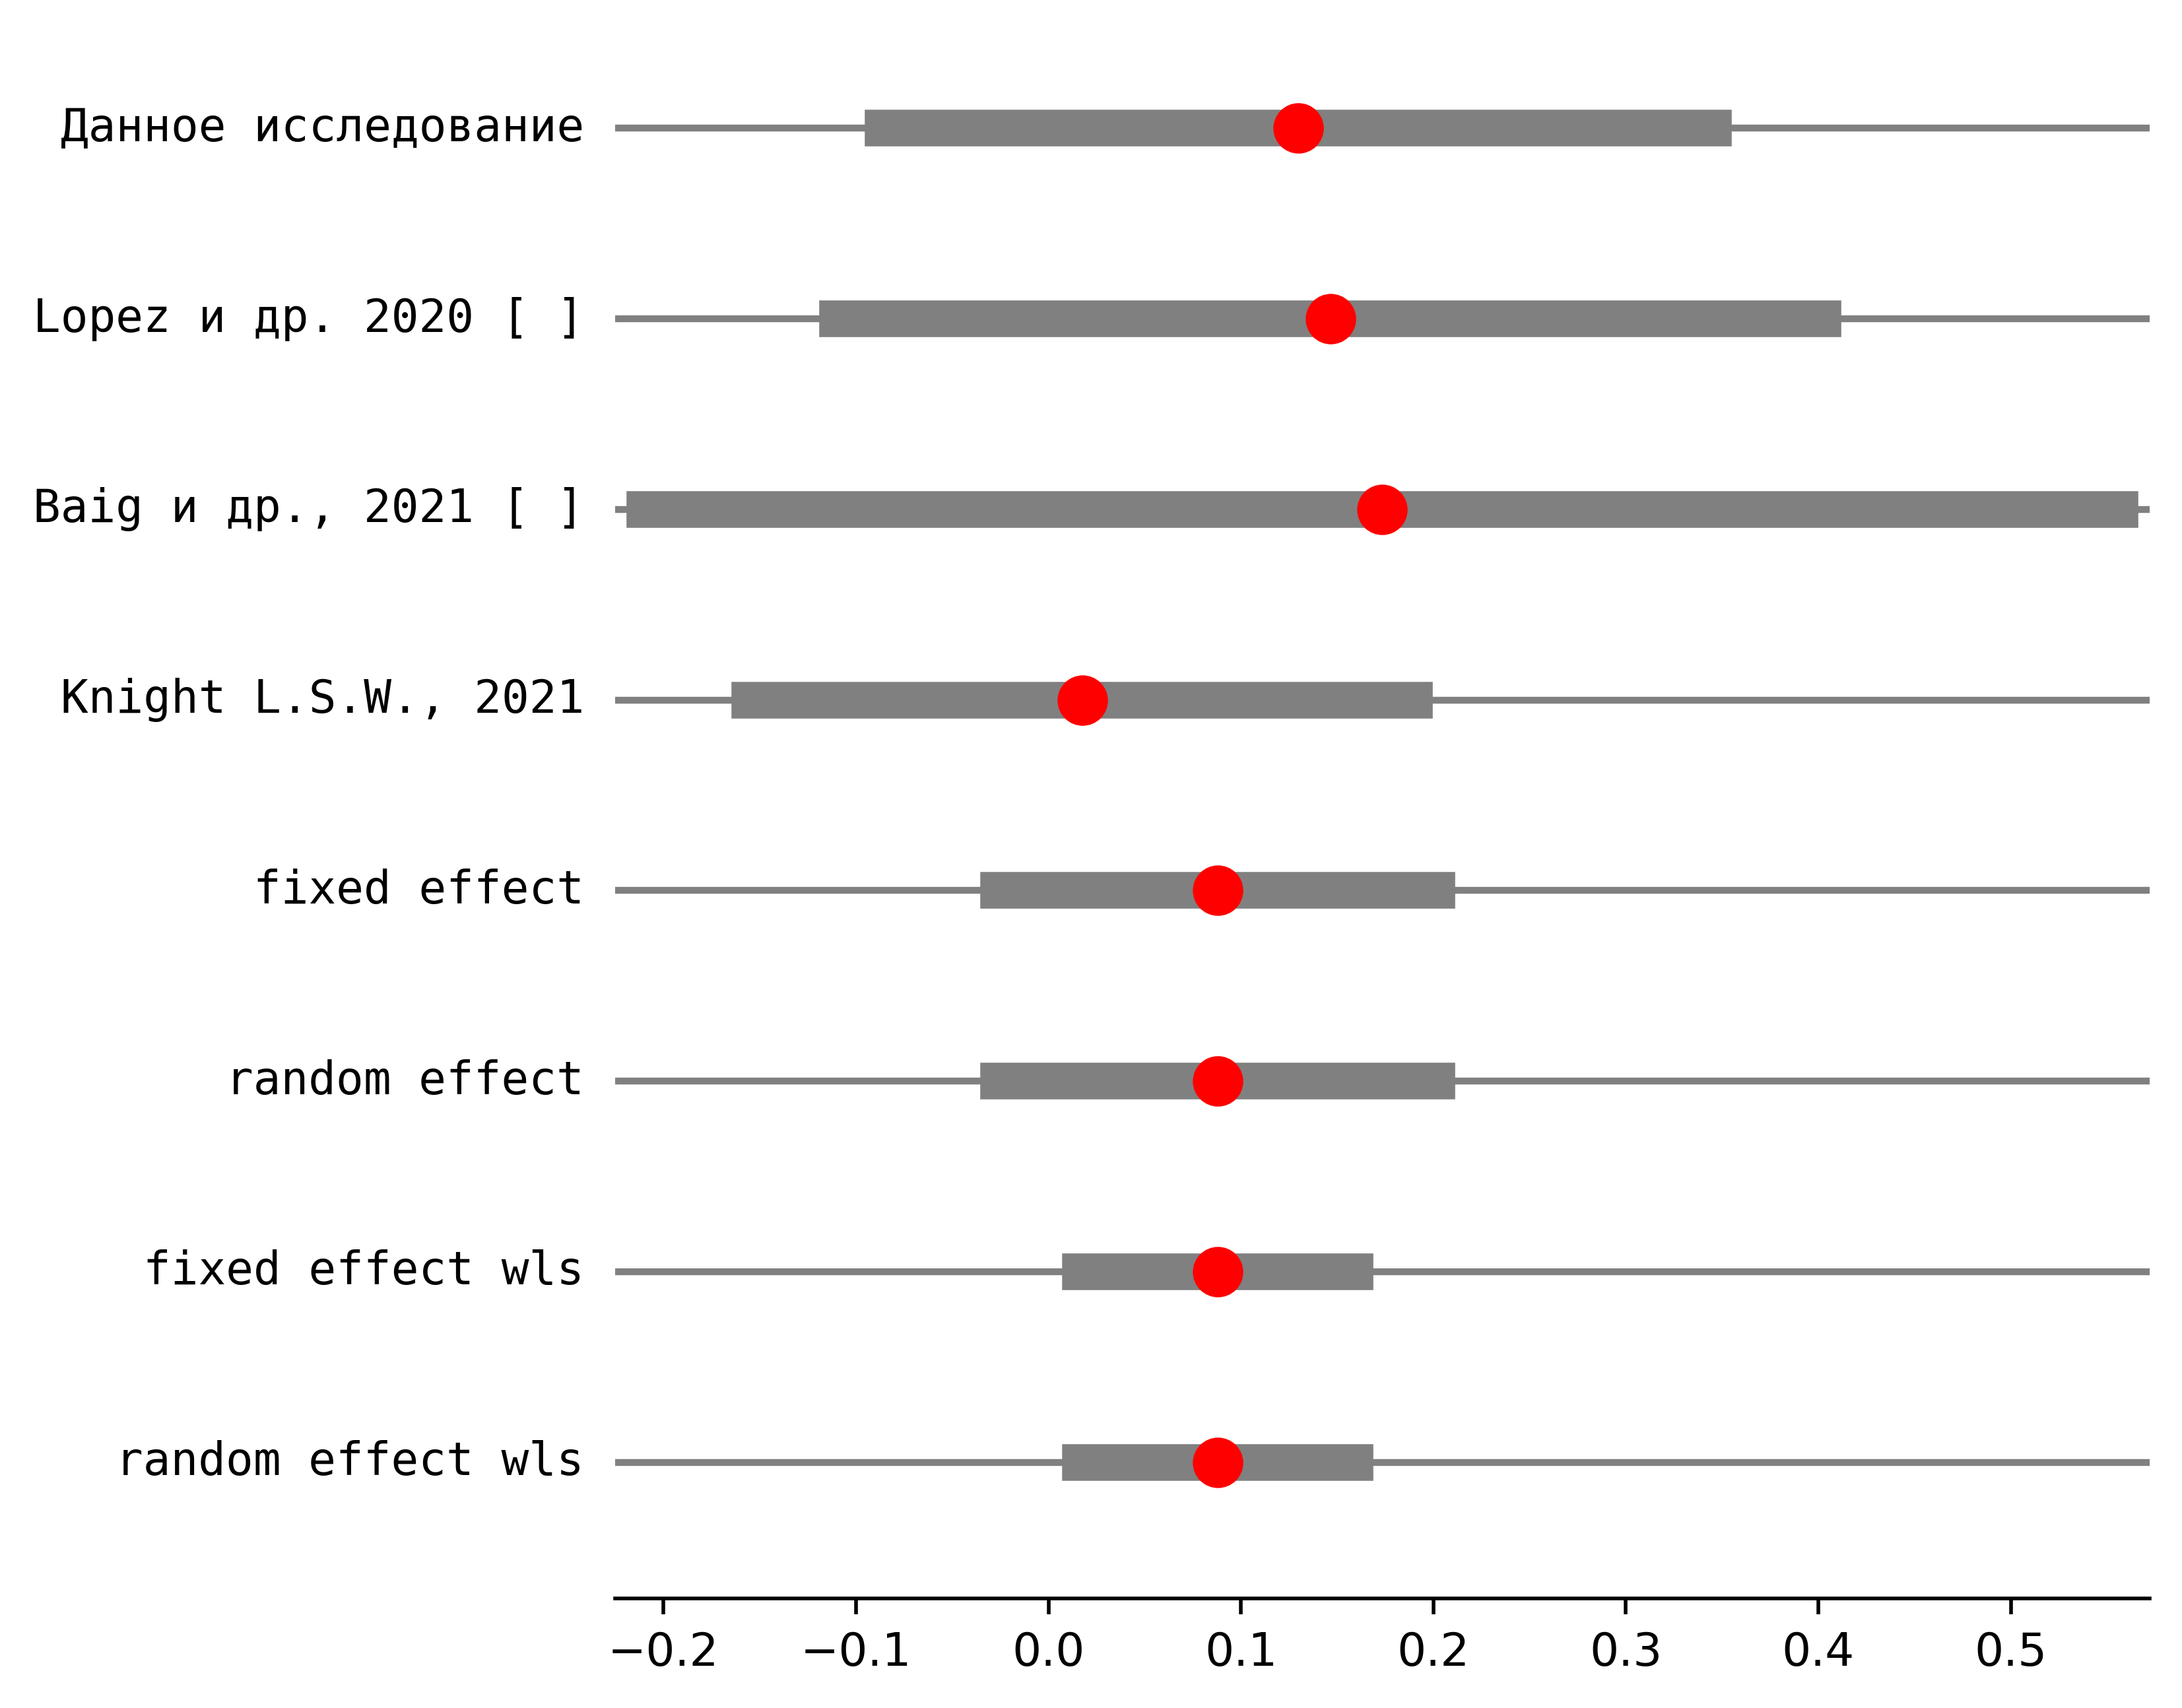 Данное исследование
Lopez и др. 2020 [ ]
Baig и др., 2021 [ ]
Knight L.S.W., 2021
fixed effect
random effect
fixed effect wls
random effect wls
−0.2 −0.1 0.0 0.1 0.2 0.3 0.4 0.5